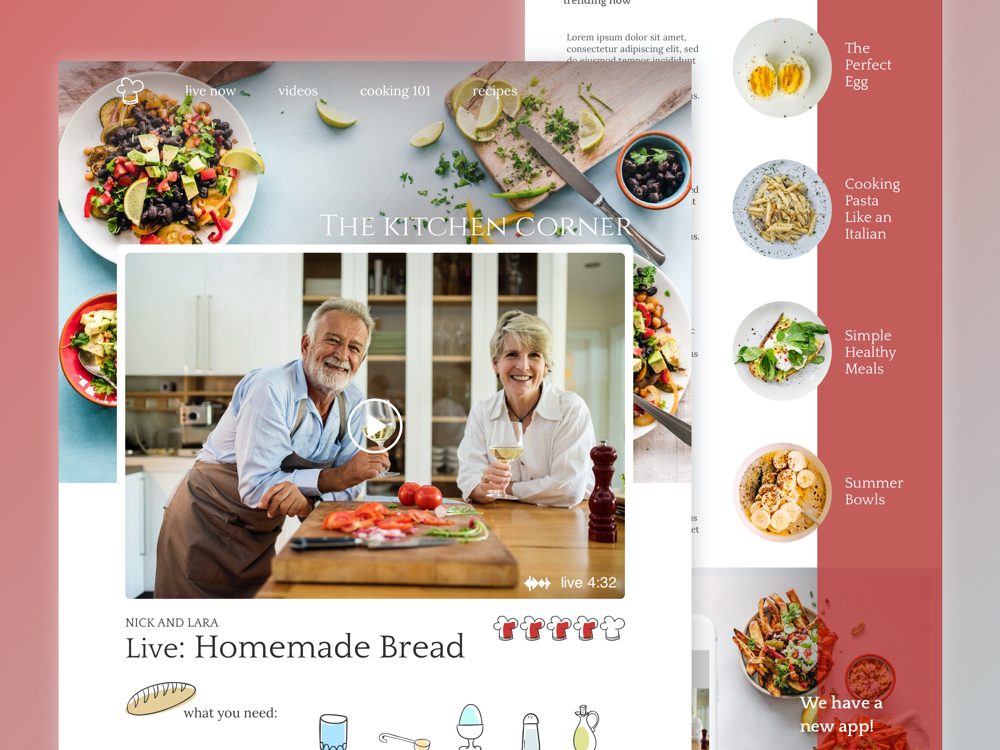 trending now
Lorem ipsum dolor sit amet,
consectetur adipiscing elit, sed
do eiusmod tempor incididunt
live now
videos
cooking 101
recipes
THE KITCHEN CORNER
live 4:32
NICK AND LARA
Live: Homemade Bread
what you need:
The
Perfect
Egg
Cooking
Pasta
Like an
Italian
Simple
Healthy
Meals
Summer
Bowls
We have a
new app!